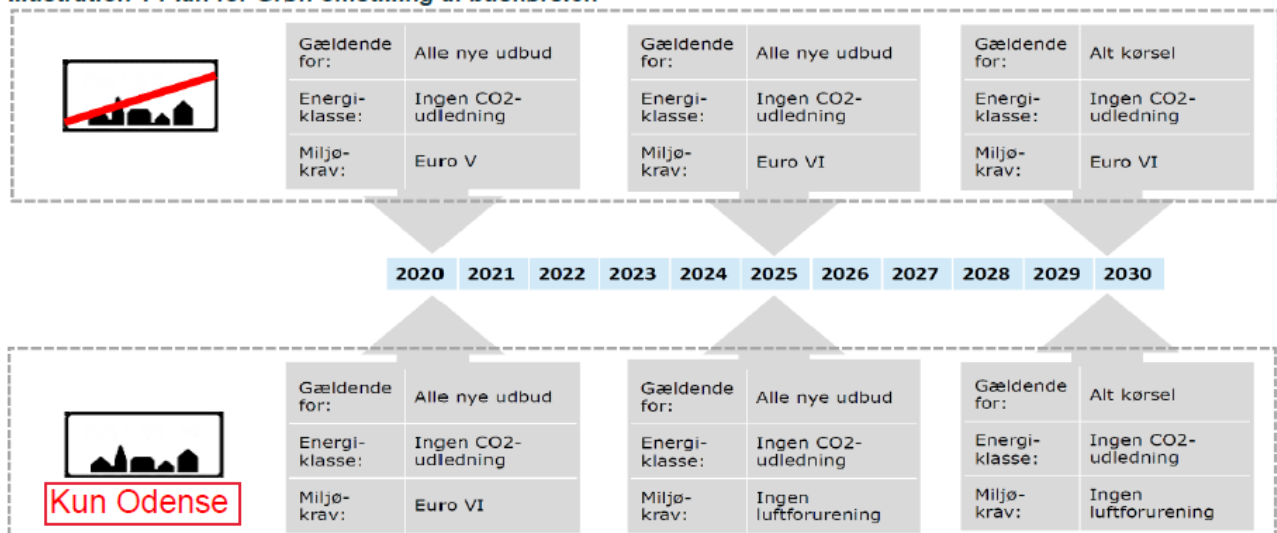 Gældende for: Alle nye udbud
Energi-klasse: Ingen CO2-udledning
Miljø-krav: Euro V
Gældende for: Alle nye udbud
Energi-klasse: Ingen CO2-udledning
Miljø-krav: Euro VI
Gældende for: Alt kørsel
Energi-klasse: Ingen CO2-udledning
Miljø-krav: Euro VI
2020 2021 2022 2023 2024 2025 2026 2027 2028 2029 2030
Kun Odense
Gældende for: Alle nye udbud
Energi-klasse: Ingen CO2-udledning
Miljø-krav: Euro VI
Gældende for: Alle nye udbud
Energi-klasse: Ingen CO2-udledning
Miljø-krav: Ingen luftforurening
Gældende for: Alt kørsel
Energi-klasse: Ingen CO2-udledning
Miljø-krav: Ingen luftforurening